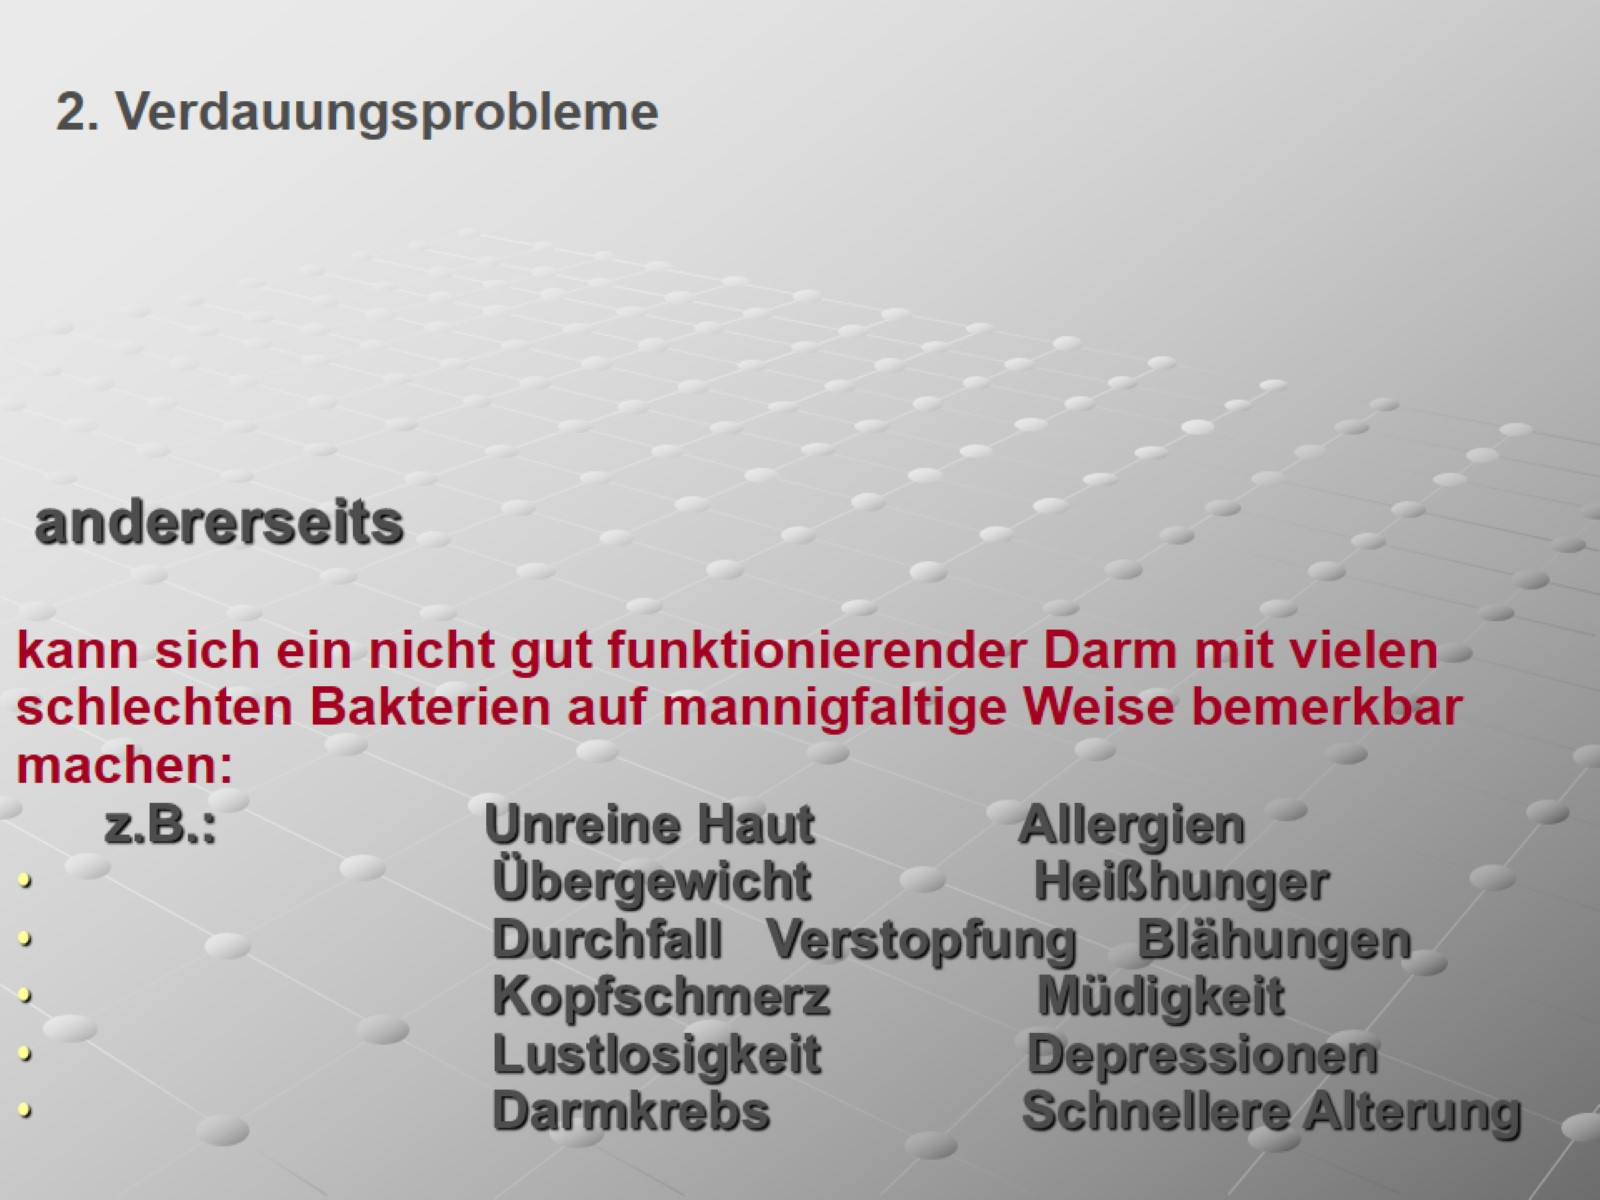 2. Verdauungsprobleme
andererseits
kann sich ein nicht gut funktionierender Darm mit vielen
schlechten Bakterien auf mannigfaltige Weise bemerkbar
machen:
z.B.: Unreine Haut Allergien
• Übergewicht Heißhunger
• Durchfall Verstopfung Blähungen
• Kopfschmerz Müdigkeit
• Lustlosigkeit Depressionen
• Darmkrebs Schnellere Alterung